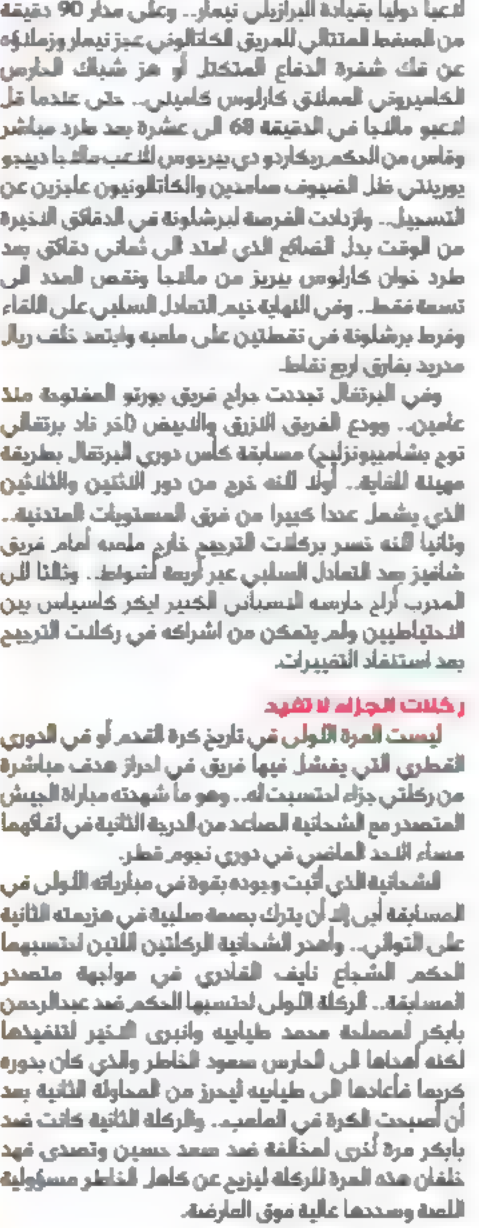 لاعبا دوليا بقيادة البرازيلي نيمار.. وعلى مدار 90 دقيقة
من الضغط المتتالي للفريق الكتالوني عجز نيمار وزملاؤه
عن فك شفرة الدفاع المتكتل أو هز شباك الحارس
الكاميروني العملاق كارلوس كاميني.. حتى عندما قل
لاعبو مالاجا في الدقيقة 68 الى عشرة بعد طرد مباشر
وقاس من الحكم ريكاردو دي بيرجوس للاعب مالاجا دييجو
يورينتي ظل الضيوف صامدين والكاتالونيون عاجزين عن
التسجيل.. وازدادت الفرصة لبرشلونة في الدقائق الاخيرة
من الوقت بدل الضائع الذي امتد الى ثماني دقائق بعد
طرد خوان كارلوس بيريز من مالاجا ونقص العدد الى
تسعة فقط.. وفي النهاية خيم التعادل السلبي على اللقاء
وفرط برشلونة في نقطتين على ملعبه وابتعد خلف ريال
مدريد بفارق اربع نقاط.
وفي البرتغال تجددت جراح فريق بورتو المفتوحة منذ
عامين.. وودع الفريق الازرق والابيض (اخر ناد برتغالي
توج بشامبيونزليج) مسابقة كأس دوري البرتغال بطريقة
مهينة للغاية.. أولا لانه خرج من دور الاثنين والثلاثين
الذي يشمل عددا كبيرا من فرق المستويات المتدنية..
وثانيا لانه خسر بركلات الترجيح خارج ملعبه أمام فريق
شافيز بعد التعادل السلبي عبر أربعة أشواط.. وثالثا لان
المدرب أراح حارسه الاسباني الكبير ايكر كاسياس بين
الاحتياطيين ولم يتمكن من اشراكه في ركلات الترجيح
بعد استنفاد التغييرات.
ركلات الجزاء لا تفيد
ليست المرة الأولى في تاريخ كرة القدم أو في الدوري
القطري التي يفشل فيها فريق في احراز هدف مباشرة
من ركلتي جزاء احتسبت له.. وهو ما شهدته مباراة الجيش
المتصدر مع الشحانية الصاعد من الدرجة الثانية في لقائهما
مساء الاحد الماضي في دوري نجوم قطر.
الشحانية الذي أثبت وجوده بقوة في مبارياته الأولى في
المسابقة أبى إلا أن يترك بصمة سلبية في هزيمته الثانية
على التوالي.. وأهدر الشحانية الركلتين اللتين احتسبهما
الحكم الشجاع نايف القادري في مواجهة متصدر
المسابقة.. الركلة الأولى احتسبها الحكم ضد عبدالرحمن
بابكر لمصلحة محمد طيابيه وانبرى الاخير لتنفيذها
لكنه أهداها الى الحارس مسعود الخاطر والذي كان بدوره
كريما فأعادها الى طيابيه ليحرز من المحاولة الثانية بعد
أن أصبحت الكرة في الملعب.. والركلة الثانية كانت ضد
بابكر مرة أخرى لمخالفة ضد سعد حسين وتصدى فهد
خلفان هذه المرة للركلة ليزيح عن كاهل الخاطر مسؤولية
اللعبة وسددها عالية فوق العارضة.